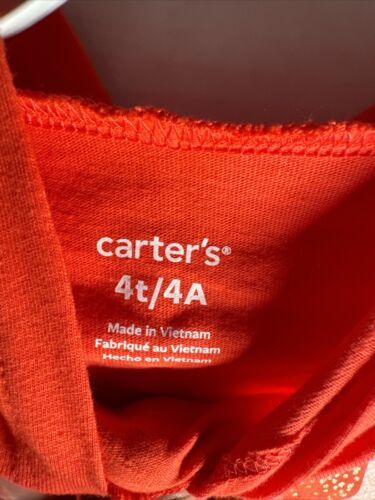 carter's®
4t/4A
Made in Vietnam
Fabriqué au Vietnam
Hecho en Vietnam